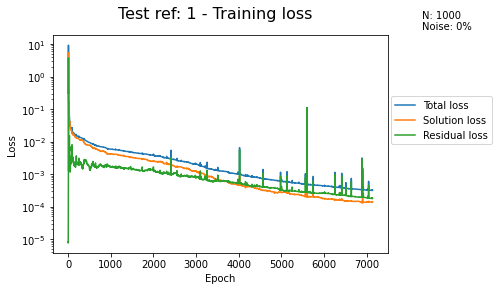 Test ref: 1 - Training loss
N: 1000
Noise: 0%
Loss
10¹
10⁰
10⁻¹
10⁻²
10⁻³
10⁻⁴
10⁻⁵
Total loss
Solution loss
Residual loss
0 1000 2000 3000 4000 5000 6000 7000
Epoch